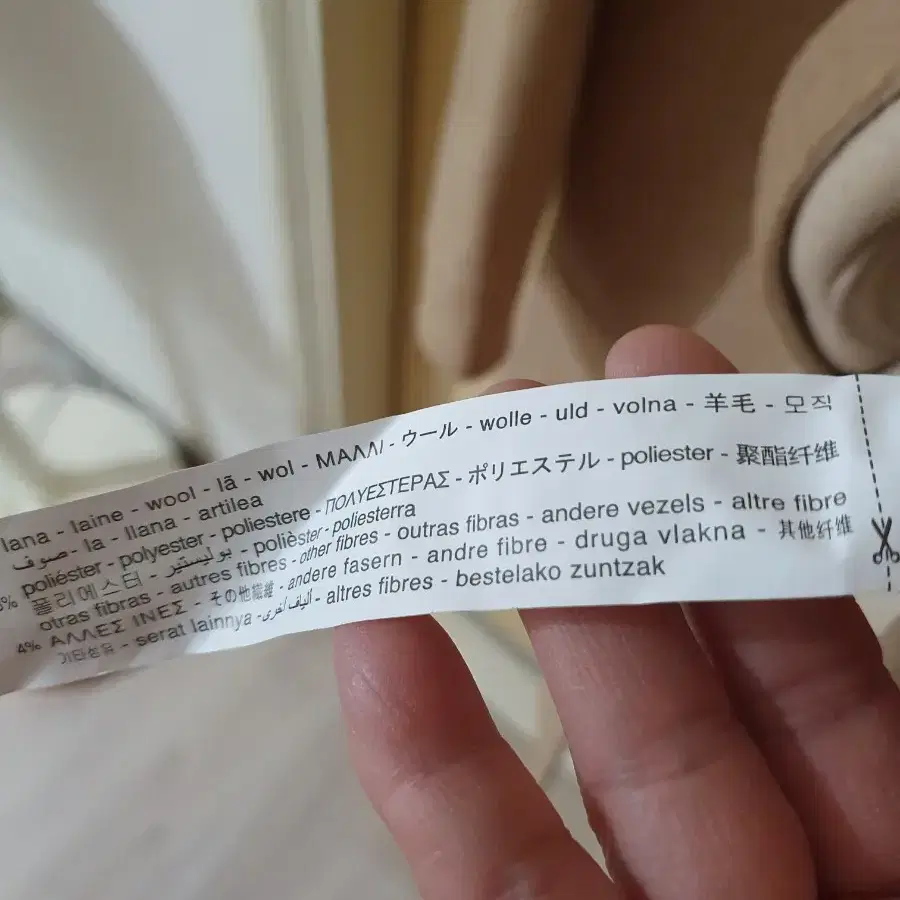 lana - laine - wool - lã - wol - ΜΑΛΛΙ - ウール - wolle - uld - volna - 羊毛 - 모직
صوف - la - llana - artilea
% poliéster - polyester - poliestere - ΠΟΛΥΕΣΤΕΡΑΣ - ポリエステル - poliester - 聚酯纤维
폴리에스터 - بوليستير - polièster - poliesterra
otras fibras - autres fibres - other fibres - outras fibras - andere vezels - altre fibre
4% ΑΛΛΕΣ ΙΝΕΣ - その他繊維 - andere fasern - andre fibre - druga vlakna - 其他纤维
기타섬유 - serat lainnya - ألياف أخرى - altres fibres - bestelako zuntzak